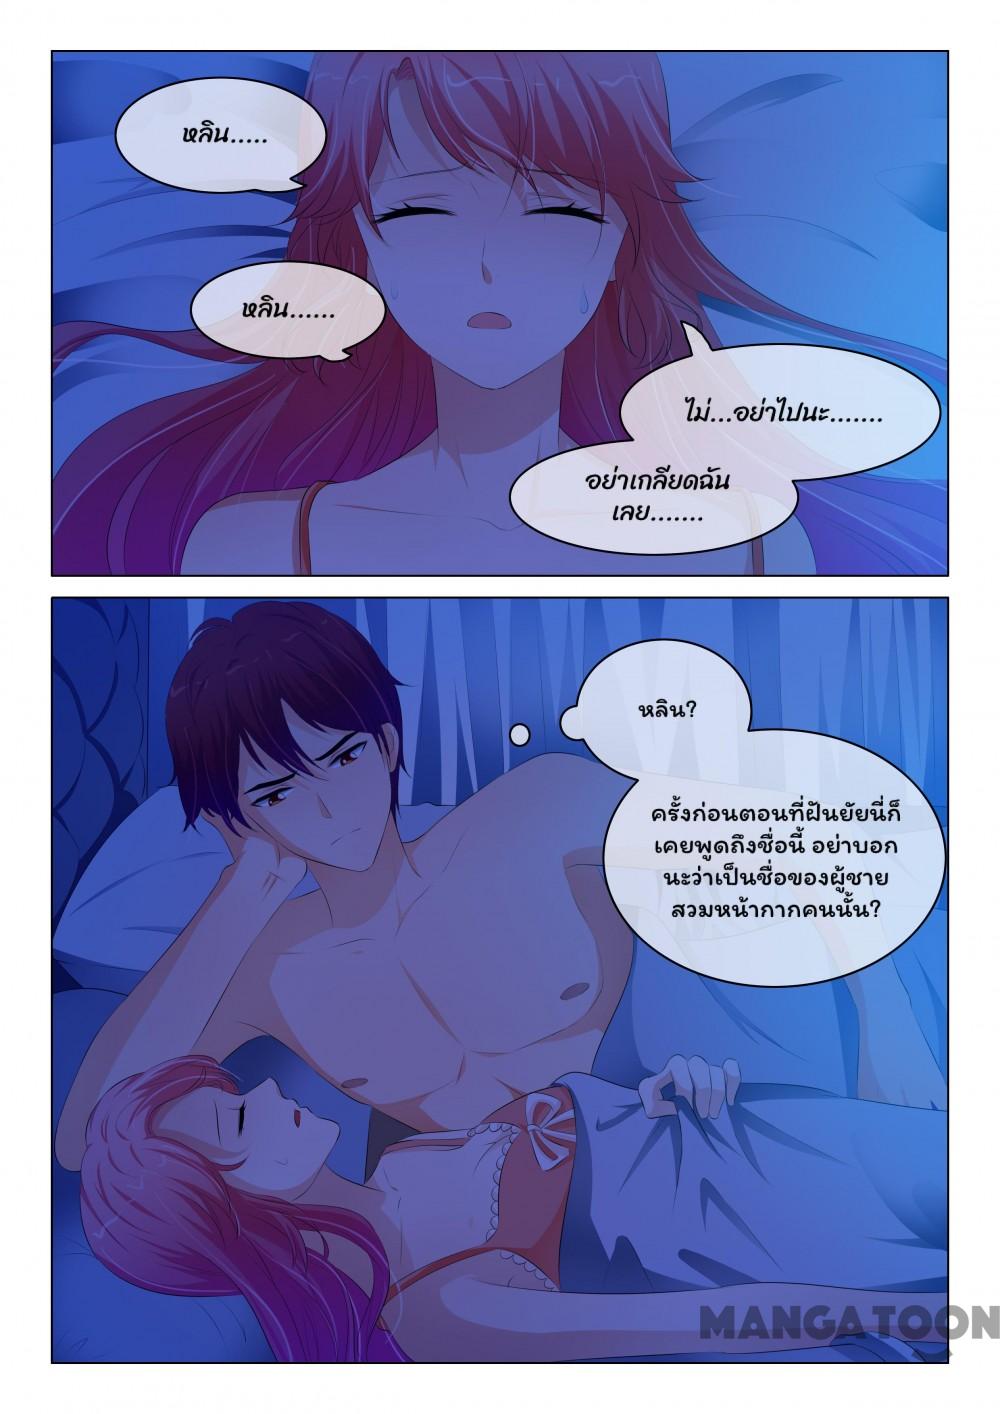 หลิน.....
หลิน......
ไม่...อย่าไปนะ.......
อย่าเกลียดฉัน
เลย.......
หลิน?
ครั้งก่อนตอนที่ฝันยัยนี่ก็
เคยพูดถึงชื่อนี้ อย่าบอก
นะว่าเป็นชื่อของผู้ชาย
สวมหน้ากากคนนั้น?
MANGATOON